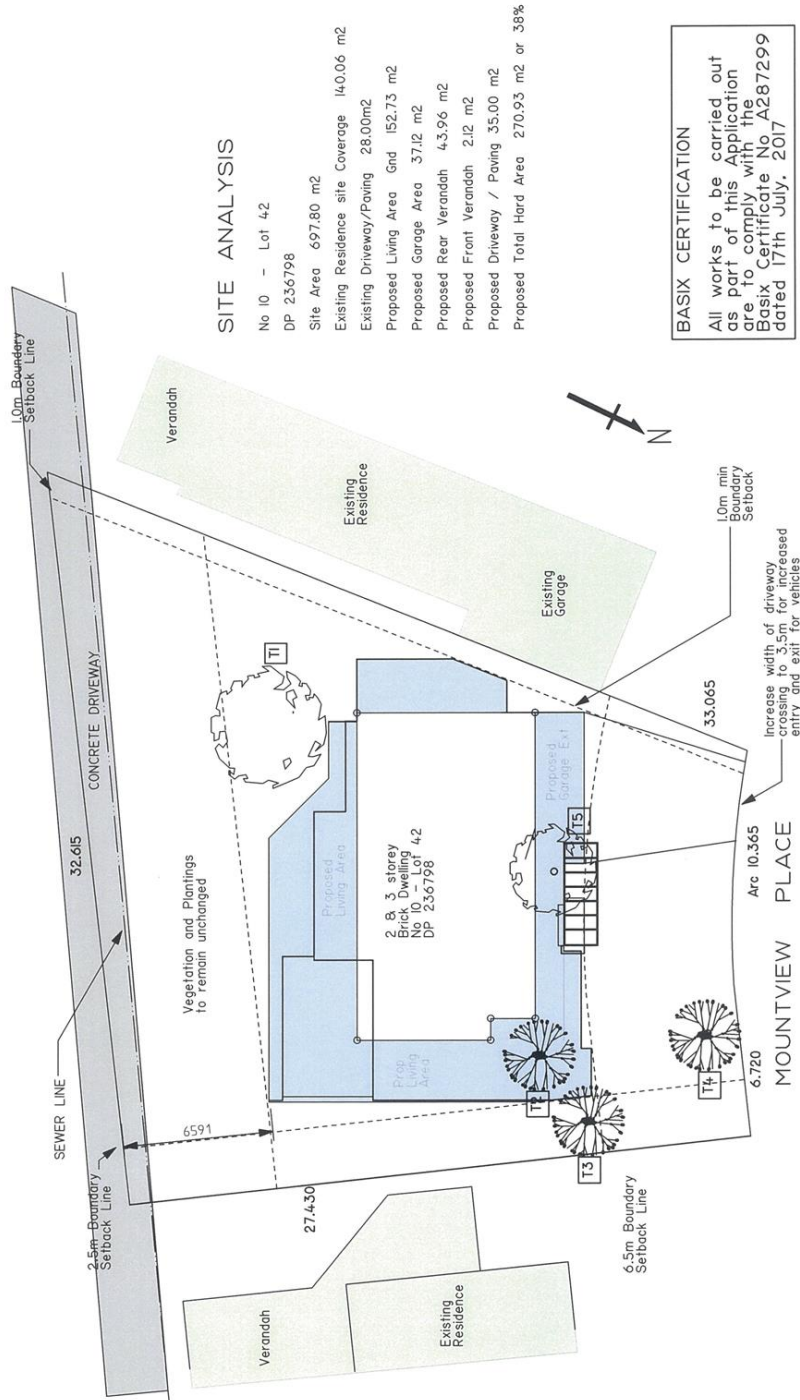 1.0m Boundary
Setback Line
32.615
CONCRETE DRIVEWAY
SEWER LINE
2.5m Boundary
Setback Line
Vegetation and Plantings
to remain unchanged
6591
27.430
Verandah
Existing
Residence
Verandah
Existing
Residence
Existing
Garage
T1
Proposed
Living Area
2 & 3 storey
Brick Dwelling
No 10 - Lot 42
DP 236798
Prop
Living
Area
Proposed
Garage Ext
T5
T2
T3
T4
6.5m Boundary
Setback Line
6.720
Arc 10.365
33.065
1.0m min
Boundary
Setback
Increase width of driveway
crossing to 3.5m for increased
entry and exit for vehicles
MOUNTVIEW PLACE
N
SITE ANALYSIS
No 10 - Lot 42
DP 236798
Site Area 697.80 m2
Existing Residence site Coverage 140.06 m2
Existing Driveway/Paving 28.00m2
Proposed Living Area Gnd 152.73 m2
Proposed Garage Area 37.12 m2
Proposed Rear Verandah 43.96 m2
Proposed Front Verandah 2.12 m2
Proposed Driveway / Paving 35.00 m2
Proposed Total Hard Area 270.93 m2 or 38%
BASIX CERTIFICATION
All works to be carried out
as part of this Application
are to comply with the
Basix Certificate No A287299
dated 17th July, 2017